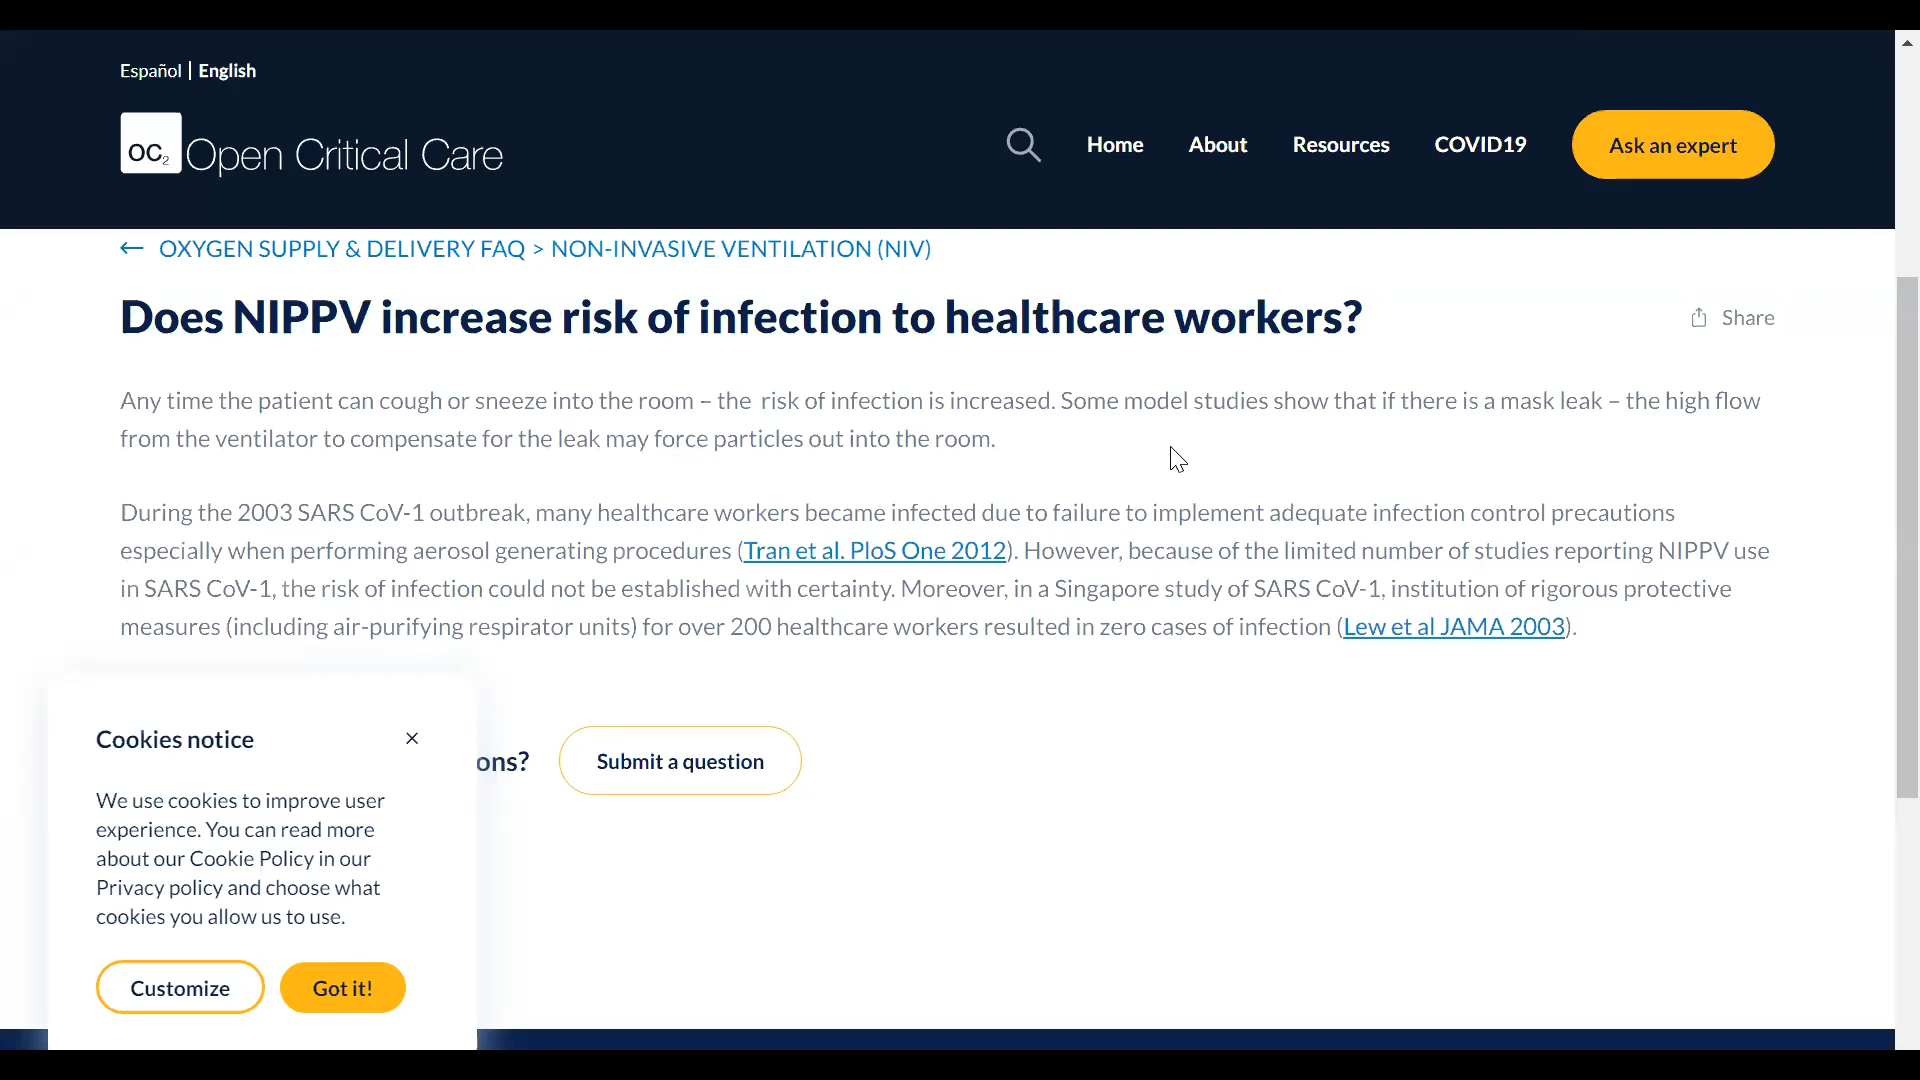 Español | English
OC2 Open Critical Care
Home About Resources COVID19 Ask an expert
← OXYGEN SUPPLY & DELIVERY FAQ > NON-INVASIVE VENTILATION (NIV)
Does NIPPV increase risk of infection to healthcare workers?
Share
Any time the patient can cough or sneeze into the room – the risk of infection is increased. Some model studies show that if there is a mask leak – the high flow
from the ventilator to compensate for the leak may force particles out into the room.
During the 2003 SARS CoV-1 outbreak, many healthcare workers became infected due to failure to implement adequate infection control precautions
especially when performing aerosol generating procedures (Tran et al. PloS One 2012). However, because of the limited number of studies reporting NIPPV use
in SARS CoV-1, the risk of infection could not be established with certainty. Moreover, in a Singapore study of SARS CoV-1, institution of rigorous protective
measures (including air-purifying respirator units) for over 200 healthcare workers resulted in zero cases of infection (Lew et al JAMA 2003).
ons? Submit a question
Cookies notice ×
We use cookies to improve user
experience. You can read more
about our Cookie Policy in our
Privacy policy and choose what
cookies you allow us to use.
Customize Got it!